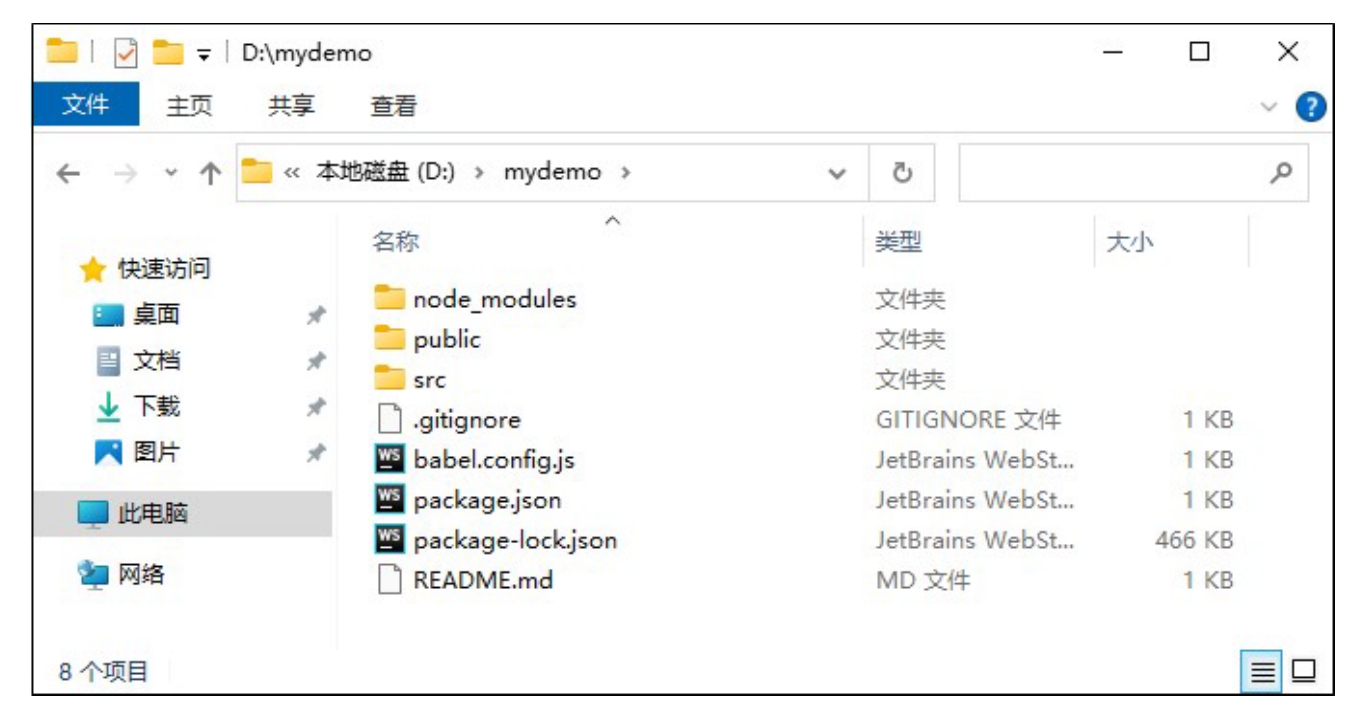 D:\mydemo
文件 主页 共享 查看
« 本地磁盘 (D:) › mydemo ›
名称 类型 大小
快速访问
桌面
文档
下载
图片
此电脑
网络
node_modules 文件夹
public 文件夹
src 文件夹
.gitignore GITIGNORE 文件 1 KB
babel.config.js JetBrains WebSt... 1 KB
package.json JetBrains WebSt... 1 KB
package-lock.json JetBrains WebSt... 466 KB
README.md MD 文件 1 KB
8 个项目